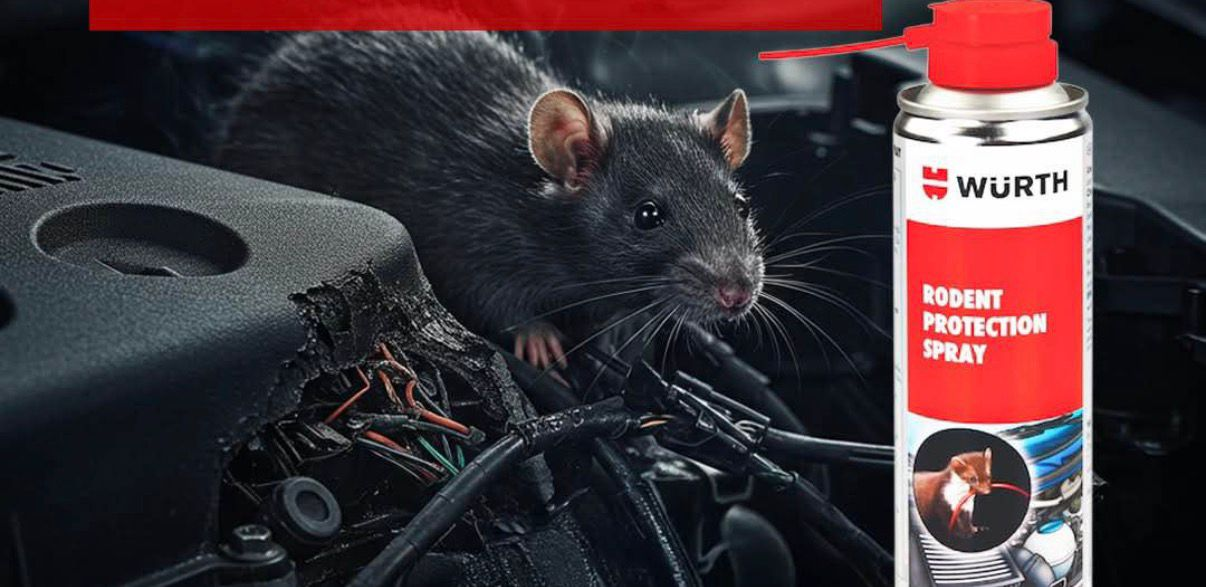 WÜRTH
RODENT
PROTECTION
SPRAY